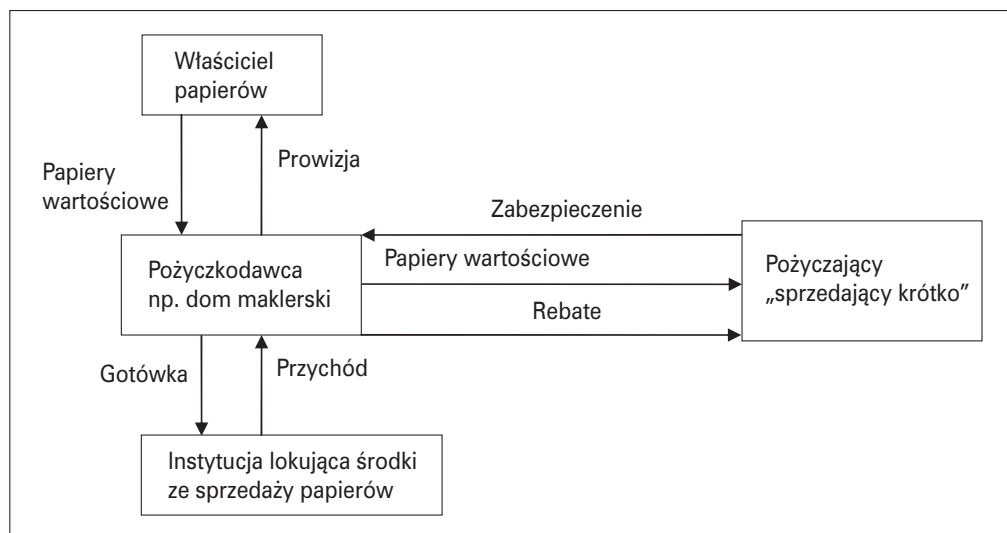 Właściciel
papierów
Papiery
wartościowe
Prowizja
Zabezpieczenie
Pożyczkodawca
np. dom maklerski
Papiery wartościowe
Pożyczający
„sprzedający krótko”
Rebate
Gotówka
Przychód
Instytucja lokująca środki
ze sprzedaży papierów